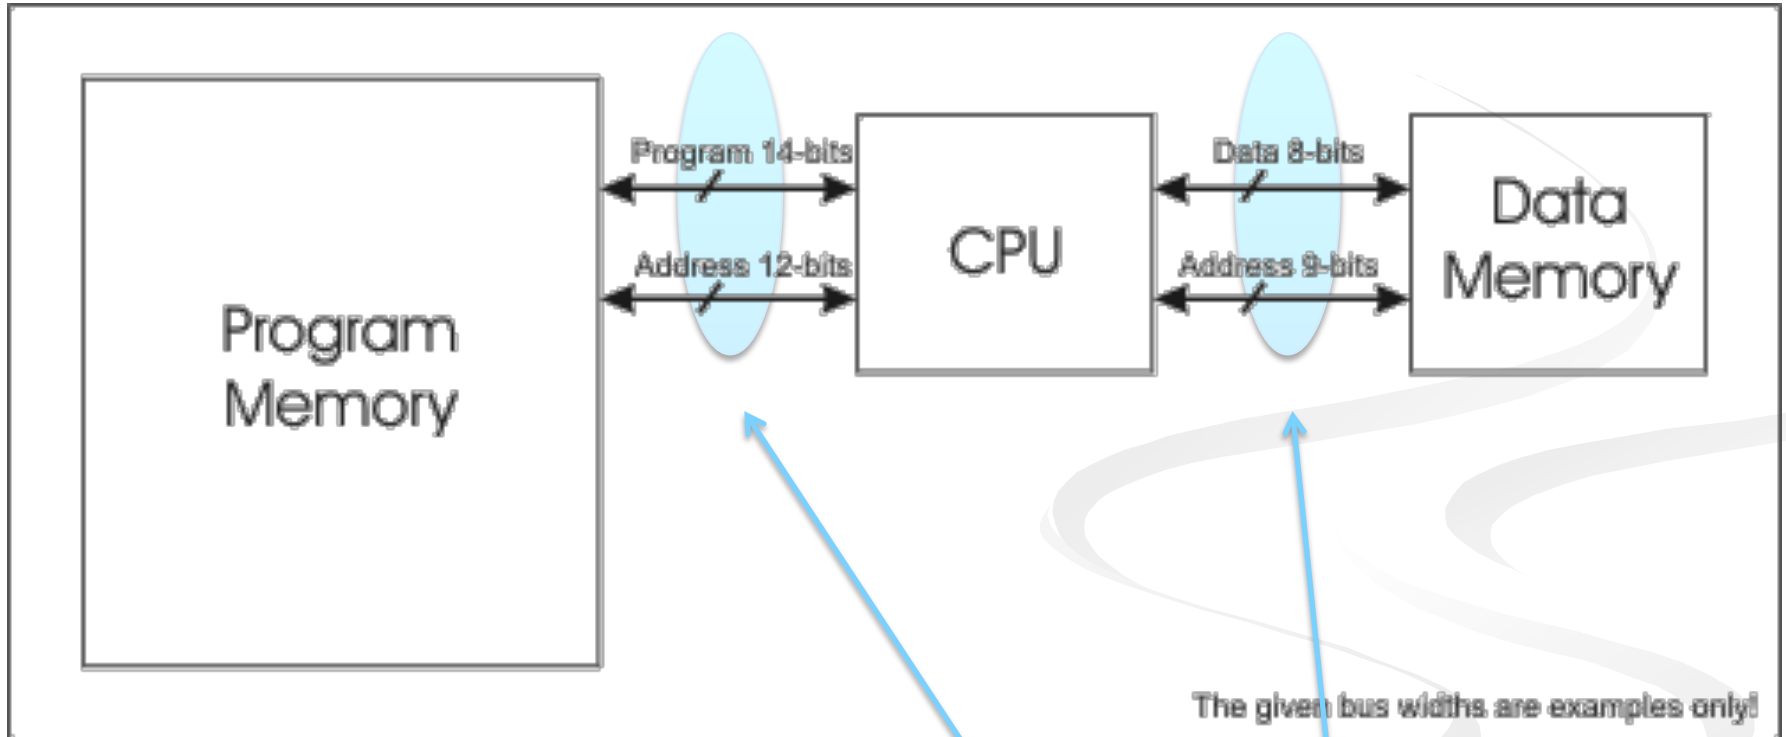 Program 14-bits
Address 12-bits
Program
Memory
CPU
Data 8-bits
Address 9-bits
Data
Memory
The given bus widths are examples only!